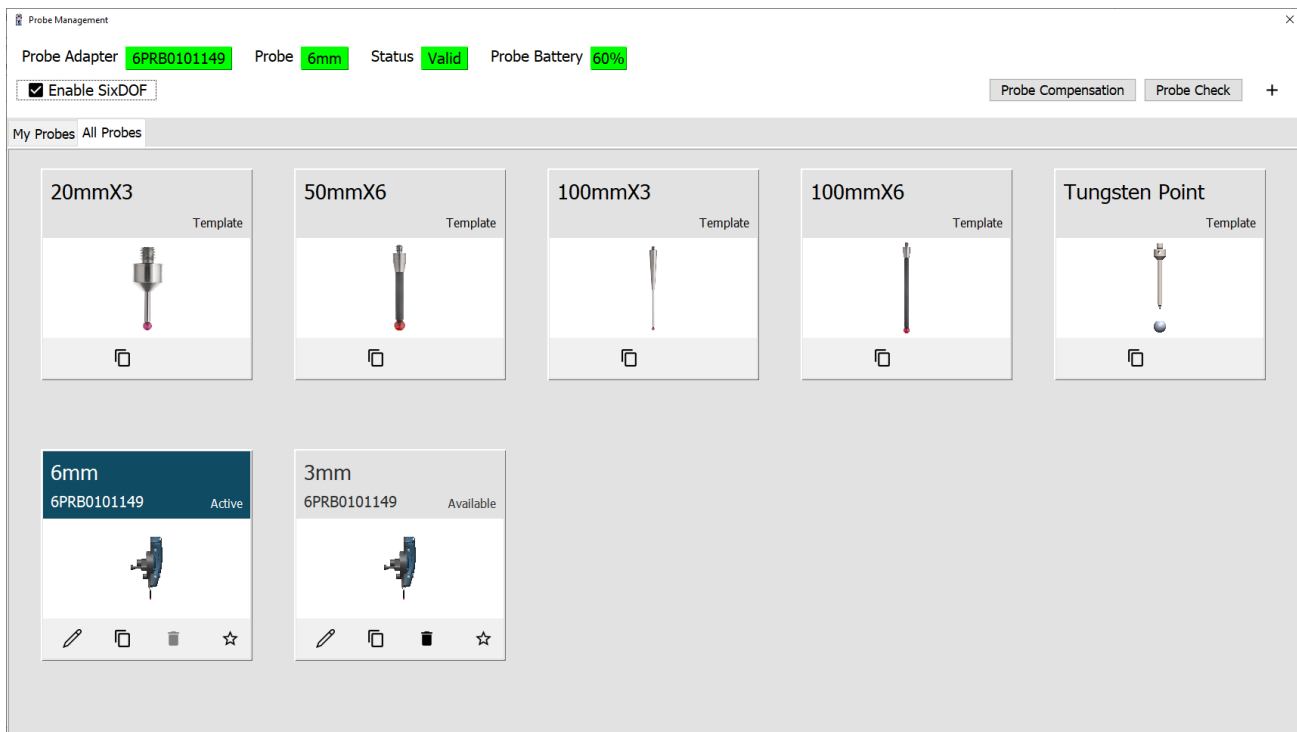 Probe Management
Probe Adapter 6PRB0101149 Probe 6mm Status Valid Probe Battery 60%
Enable SixDOF Probe Compensation Probe Check +
My Probes All Probes
20mmX3 50mmX6 100mmX3 100mmX6 Tungsten Point
Template Template Template Template Template
6mm 3mm
6PRB0101149 Active 6PRB0101149 Available